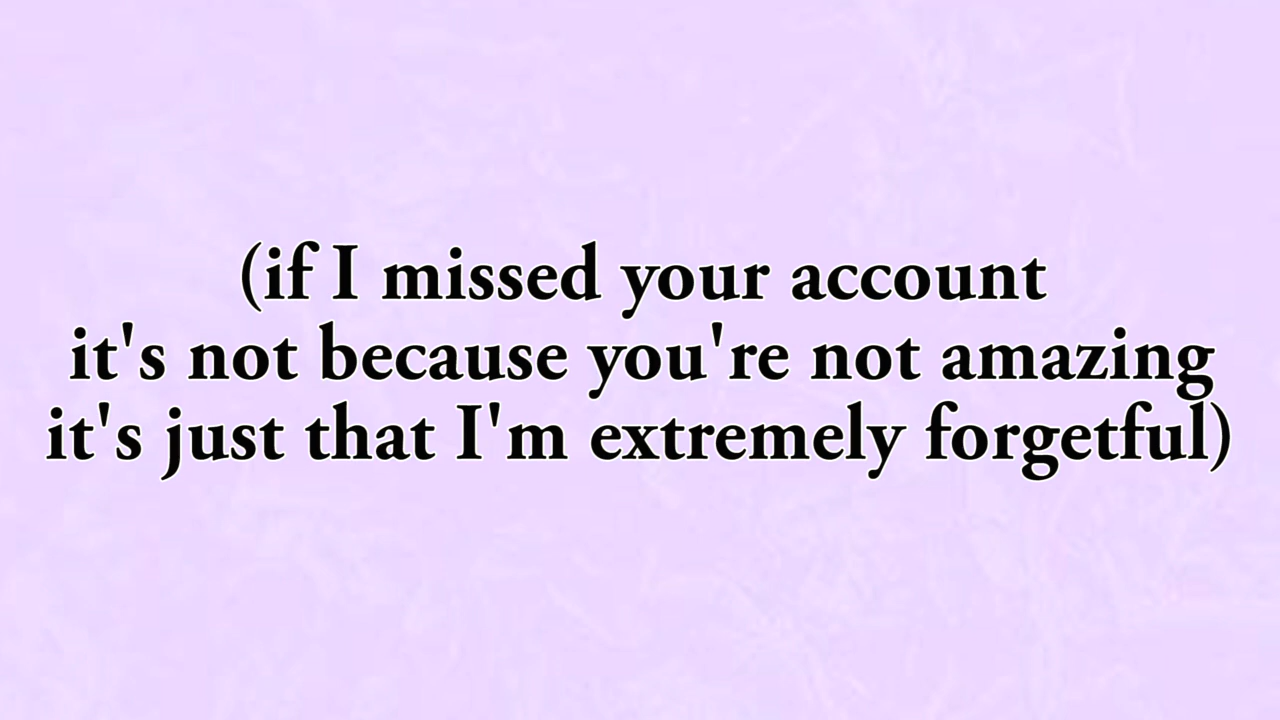 (if I missed your account
it's not because you're not amazing
it's just that I'm extremely forgetful)